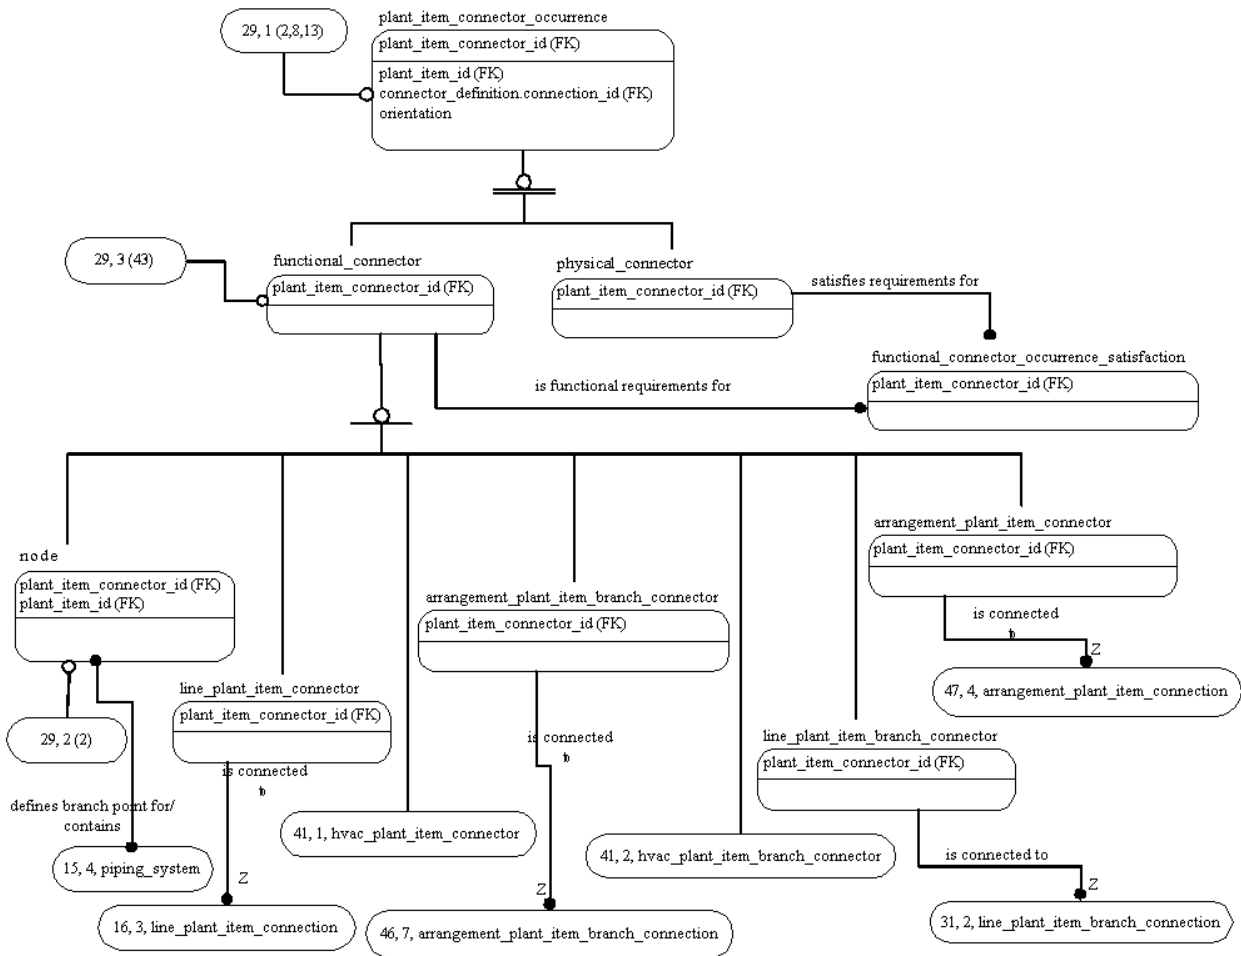 plant_item_connector_occurrence
29, 1 (2,8,13)
plant_item_connector_id (FK)
plant_item_id (FK)
connector_definition.connection_id (FK)
orientation
29, 3 (43)
functional_connector
plant_item_connector_id (FK)
physical_connector
plant_item_connector_id (FK)
satisfies requirements for
functional_connector_occurrence_satisfaction
plant_item_connector_id (FK)
is functional requirements for
node
plant_item_connector_id (FK)
plant_item_id (FK)
29, 2 (2)
defines branch point for/
contains
15, 4, piping_system
line_plant_item_connector
plant_item_connector_id (FK)
is connected
to
Z
16, 3, line_plant_item_connection
41, 1, hvac_plant_item_connector
arrangement_plant_item_branch_connector
plant_item_connector_id (FK)
is connected
to
Z
46, 7, arrangement_plant_item_branch_connection
41, 2, hvac_plant_item_branch_connector
line_plant_item_branch_connector
plant_item_connector_id (FK)
is connected to
Z
31, 2, line_plant_item_branch_connection
arrangement_plant_item_connector
plant_item_connector_id (FK)
is connected
to
Z
47, 4, arrangement_plant_item_connection